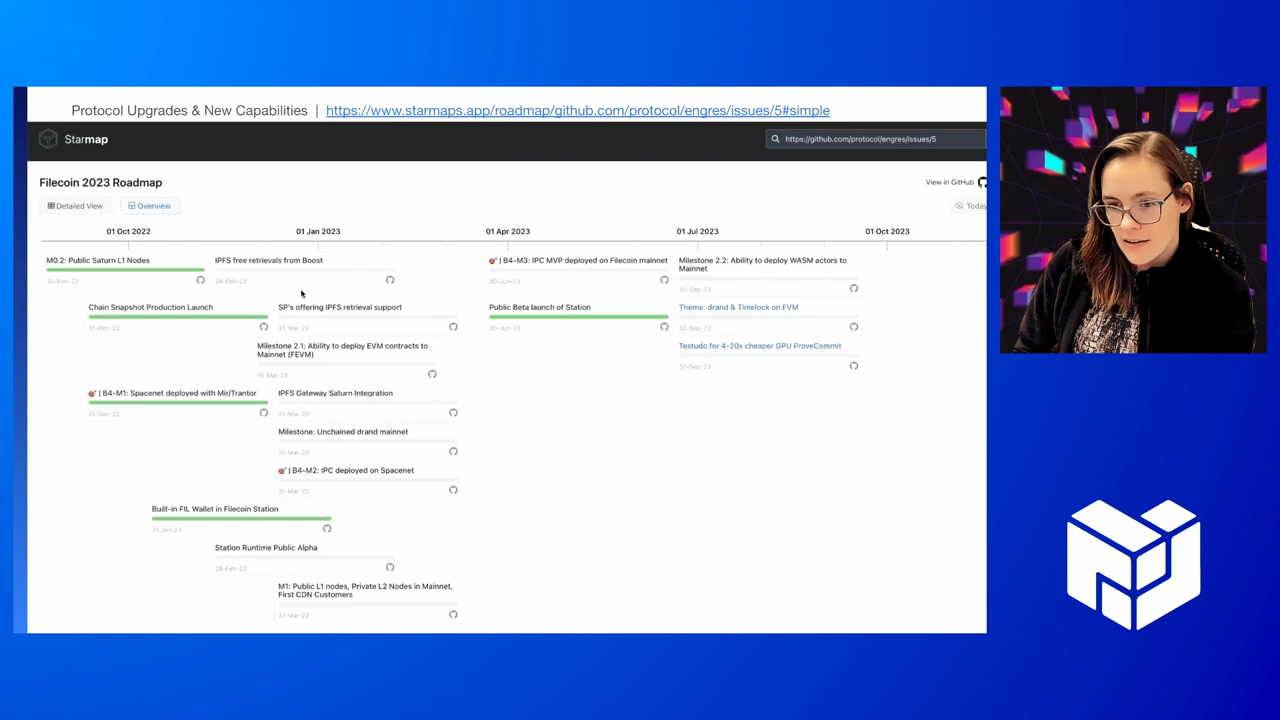 Protocol Upgrades & New Capabilities | https://www.starmaps.app/roadmap/github.com/protocol/engres/issues/5#simple
Starmap
https://github.com/protocol/engres/issues/5
Filecoin 2023 Roadmap
View in GitHub
Detailed View
Overview
Today
01 Oct 2022
01 Jan 2023
01 Apr 2023
01 Jul 2023
01 Oct 2023
M0.2: Public Saturn L1 Nodes
30-Nov-22
IPFS free retrievals from Boost
28-Feb-23
🎯 | B4-M3: IPC MVP deployed on Filecoin mainnet
30-Jun-23
Milestone 2.2: Ability to deploy WASM actors to
Mainnet
30-Sep-23
Chain Snapshot Production Launch
31-Dec-22
SP's offering IPFS retrieval support
31-Mar-23
Public Beta launch of Station
30-Jun-23
Theme: drand & Timelock on FVM
30-Sep-23
Milestone 2.1: Ability to deploy EVM contracts to
Mainnet (FEVM)
15-Mar-23
Testudo for 4-20x cheaper GPU ProveCommit
30-Sep-23
🎯 | B4-M1: Spacenet deployed with Mir/Trantor
31-Dec-22
IPFS Gateway Saturn Integration
31-Mar-23
Milestone: Unchained drand mainnet
31-Mar-23
🎯 | B4-M2: IPC deployed on Spacenet
31-Mar-23
Built-in FIL Wallet in Filecoin Station
31-Jan-23
Station Runtime Public Alpha
28-Feb-23
M1: Public L1 nodes, Private L2 Nodes in Mainnet,
First CDN Customers
31-Mar-23